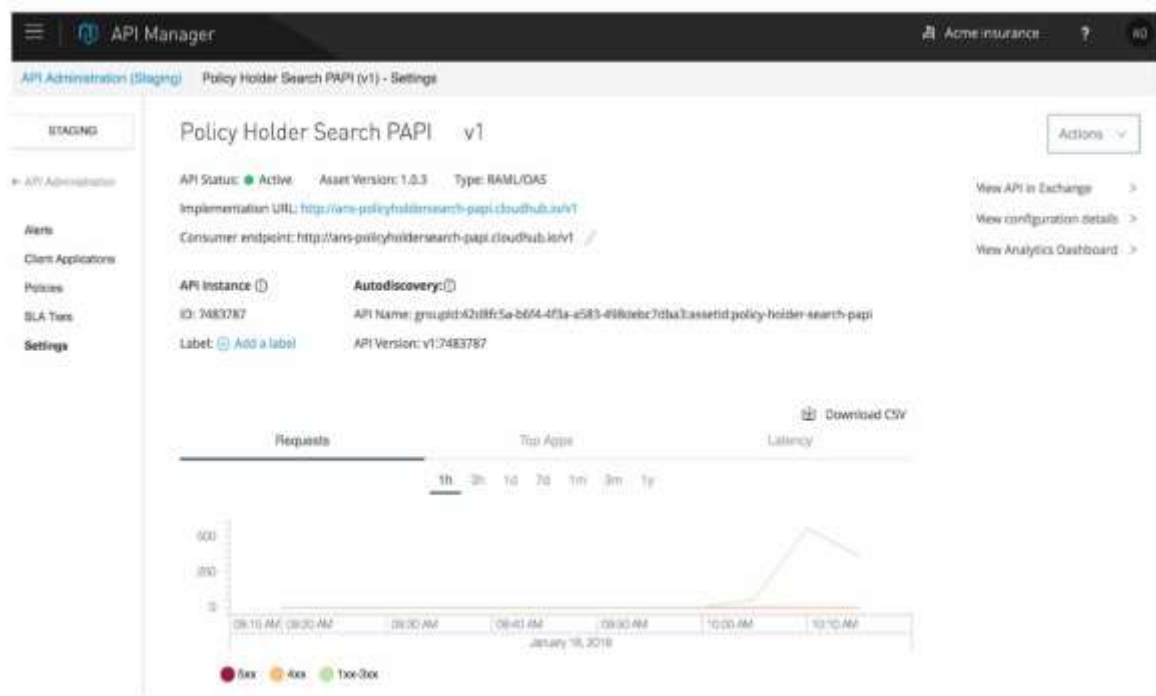 API Manager
Acme insurance
?
API Administration (Staging) Policy Holder Search PAPI (v1) - Settings
STAGING
Policy Holder Search PAPI v1
Actions
← API Administration
API Status: Active Asset Version: 1.0.3 Type: RAML/OAS
View API in Exchange >
Implementation URL: http://ans-policyholdersearch-papi.cloudhub.io/v1
View configuration details >
Alerts
Consumer endpoint: http://ans-policyholdersearch-papi.cloudhub.io/v1
View Analytics Dashboard >
Client Applications
Policies
API Instance Autodiscovery:
SLA Tiers
ID: 7483787 API Name: groupId:42d8fc5a-b6f4-4f3a-a583-498debc7dba3:assetId:policy-holder-search-papi
Settings
Label: Add a label API Version: v1:7483787
Download CSV
Requests Top Apps Latency
1h 3h 1d 7d 1m 3m 1y
0
09:10 AM 09:20 AM 09:30 AM 09:40 AM 09:50 AM 10:00 AM 10:10 AM
5xx 4xx 1xx-3xx